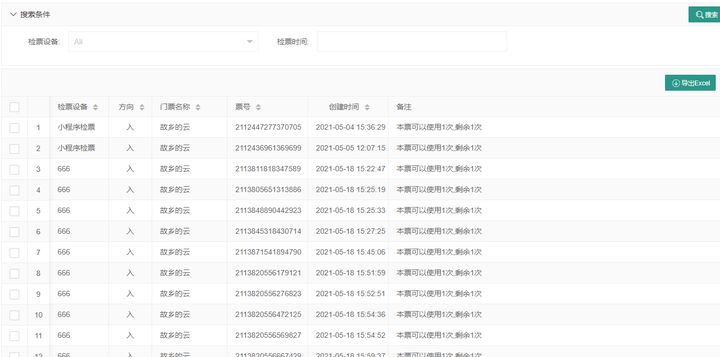 搜索条件 搜索
检票设备: All 检票时间:
导出Excel
检票设备 方向 门票名称 票号 创建时间 备注
1 小程序检票 入 故乡的云 2112447277370705 2021-05-04 15:36:29 本票可以使用1次,剩余1次
2 小程序检票 入 故乡的云 2112436961369699 2021-05-05 12:07:15 本票可以使用1次,剩余1次
3 666 入 故乡的云 2113811818347589 2021-05-18 15:22:47 本票可以使用1次,剩余1次
4 666 入 故乡的云 2113805651313886 2021-05-18 15:25:19 本票可以使用1次,剩余1次
5 666 入 故乡的云 2113848890442923 2021-05-18 15:25:33 本票可以使用1次,剩余1次
6 666 入 故乡的云 2113845318430714 2021-05-18 15:27:25 本票可以使用1次,剩余1次
7 666 入 故乡的云 2113871541894790 2021-05-18 15:45:06 本票可以使用1次,剩余1次
8 666 入 故乡的云 2113820556179121 2021-05-18 15:51:59 本票可以使用1次,剩余1次
9 666 入 故乡的云 2113820556276823 2021-05-18 15:52:51 本票可以使用1次,剩余1次
10 666 入 故乡的云 2113820556472125 2021-05-18 15:54:36 本票可以使用1次,剩余1次
11 666 入 故乡的云 2113820556569827 2021-05-18 15:54:52 本票可以使用1次,剩余1次
12 666 入 故乡的云 2113820556667429 2021-05-18 15:59:37 本票可以使用1次,剩余1次